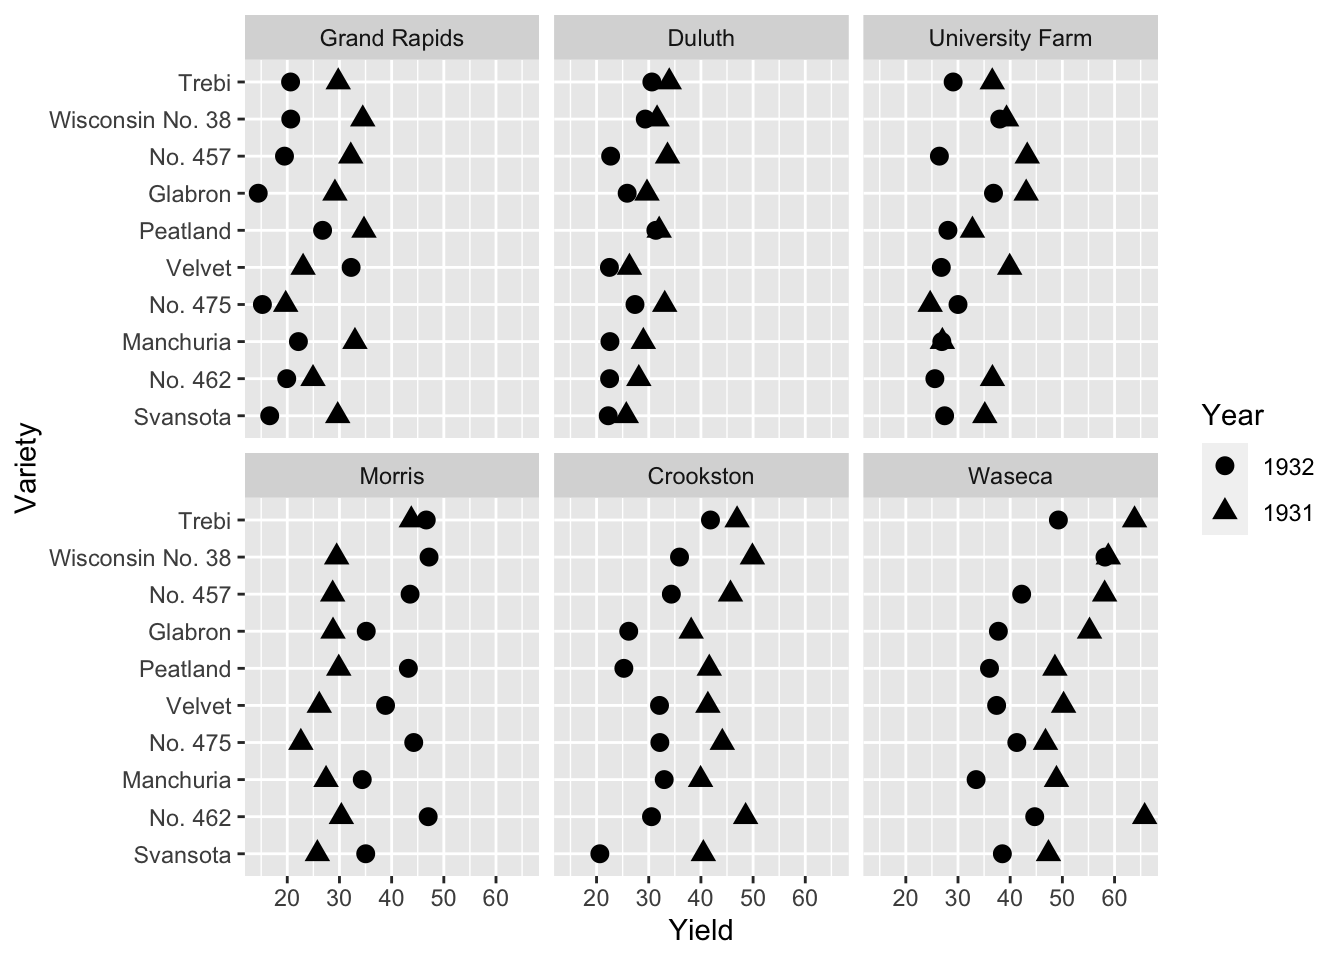 Grand Rapids Duluth University Farm
Trebi
Wisconsin No. 38
No. 457
Glabron
Peatland
Velvet
No. 475
Manchuria
No. 462
Svansota
Morris Crookston Waseca
Trebi
Wisconsin No. 38
No. 457
Glabron
Peatland
Velvet
No. 475
Manchuria
No. 462
Svansota
20 30 40 50 60 20 30 40 50 60 20 30 40 50 60
Yield
Variety
Year
1932
1931